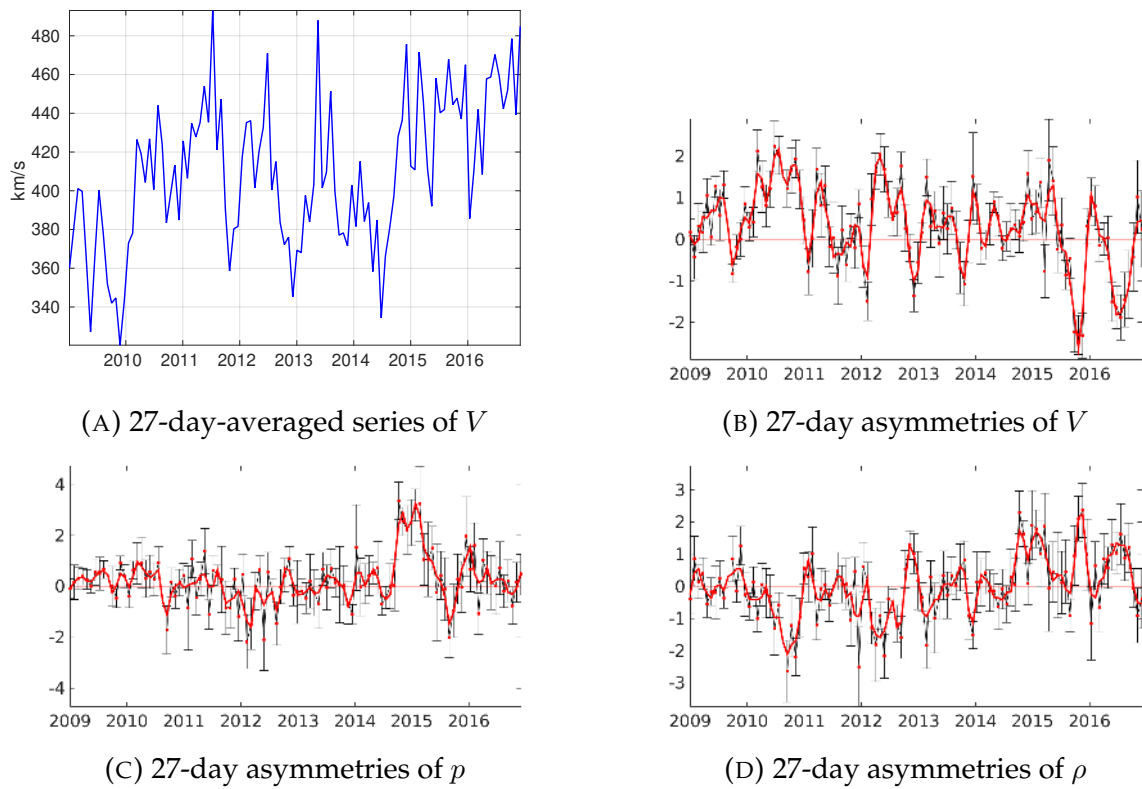 480
460
440
420
400
380
360
340
km/s
2010 2011 2012 2013 2014 2015 2016
(A) 27-day-averaged series of V
2
1
0
-1
-2
2009 2010 2011 2012 2013 2014 2015 2016
(B) 27-day asymmetries of V
4
2
0
-2
-4
2009 2010 2011 2012 2013 2014 2015 2016
(C) 27-day asymmetries of p
3
2
1
0
-1
-2
-3
2009 2010 2011 2012 2013 2014 2015 2016
(D) 27-day asymmetries of ρ